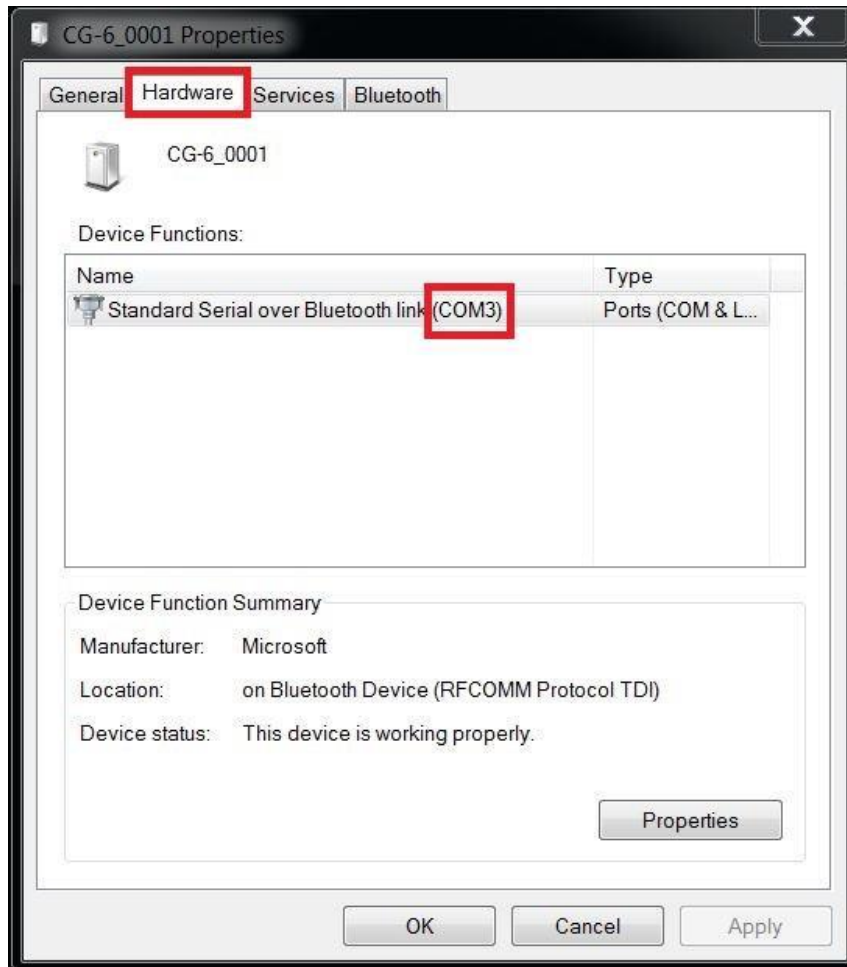 CG-6_0001 Properties
X
General Hardware Services Bluetooth
CG-6_0001
Device Functions:
Name Type
Standard Serial over Bluetooth link (COM3) Ports (COM & L...
Device Function Summary
Manufacturer: Microsoft
Location: on Bluetooth Device (RFCOMM Protocol TDI)
Device status: This device is working properly.
Properties
OK Cancel Apply